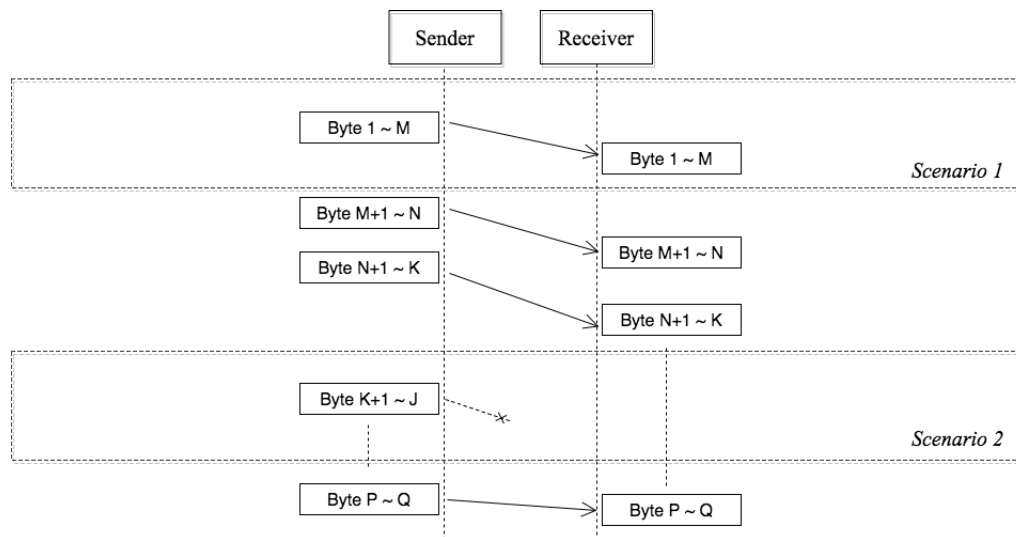 Sender
Receiver
Byte 1 ~ M
Byte 1 ~ M
Scenario 1
Byte M+1 ~ N
Byte M+1 ~ N
Byte N+1 ~ K
Byte N+1 ~ K
Byte K+1 ~ J
Scenario 2
Byte P ~ Q
Byte P ~ Q